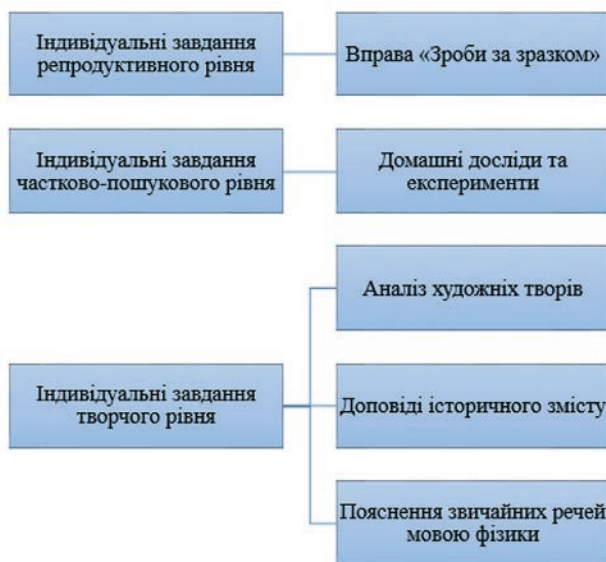 Індивідуальні завдання
репродуктивного рівня
Вправа «Зроби за зразком»
Індивідуальні завдання
частково-пошукового рівня
Домашні досліди та
експерименти
Індивідуальні завдання
творчого рівня
Аналіз художніх творів
Доповіді історичного змісту
Пояснення звичайних речей
мовою фізики